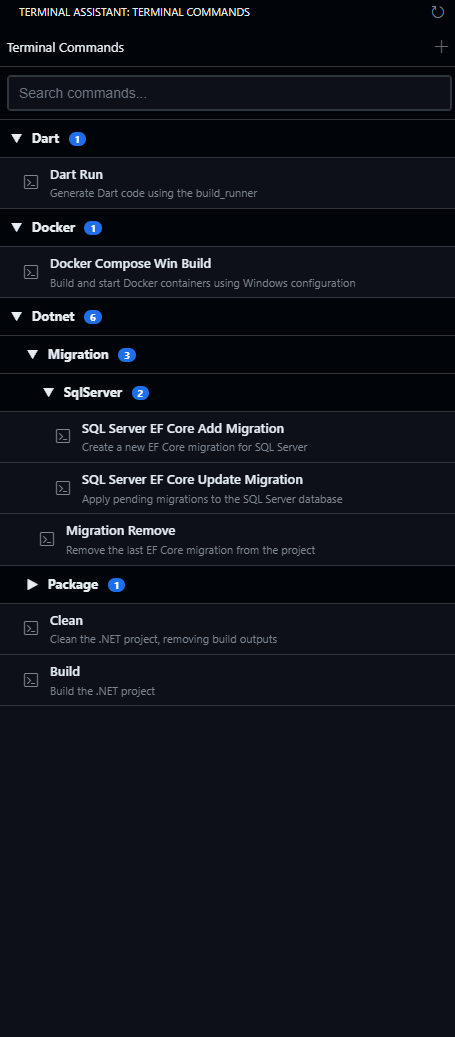 TERMINAL ASSISTANT: TERMINAL COMMANDS
Terminal Commands
Search commands...
Dart 1
Dart Run
Generate Dart code using the build_runner
Docker 1
Docker Compose Win Build
Build and start Docker containers using Windows configuration
Dotnet 6
Migration 3
SqlServer 2
SQL Server EF Core Add Migration
Create a new EF Core migration for SQL Server
SQL Server EF Core Update Migration
Apply pending migrations to the SQL Server database
Migration Remove
Remove the last EF Core migration from the project
Package 1
Clean
Clean the .NET project, removing build outputs
Build
Build the .NET project